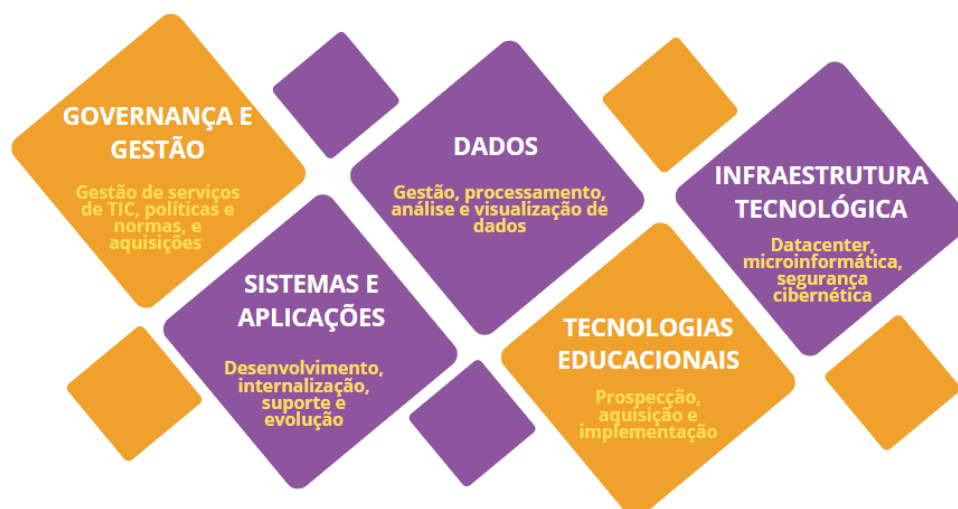 GOVERNANÇA E
GESTÃO
Gestão de serviços
de TIC, políticas e
normas, e
aquisições
SISTEMAS E
APLICAÇÕES
Desenvolvimento,
internalização,
suporte e
evolução
DADOS
Gestão, processamento,
análise e visualização de
dados
TECNOLOGIAS
EDUCACIONAIS
Prospecção,
aquisição e
implementação
INFRAESTRUTURA
TECNOLÓGICA
Datacenter,
microinformática,
segurança
cibernética